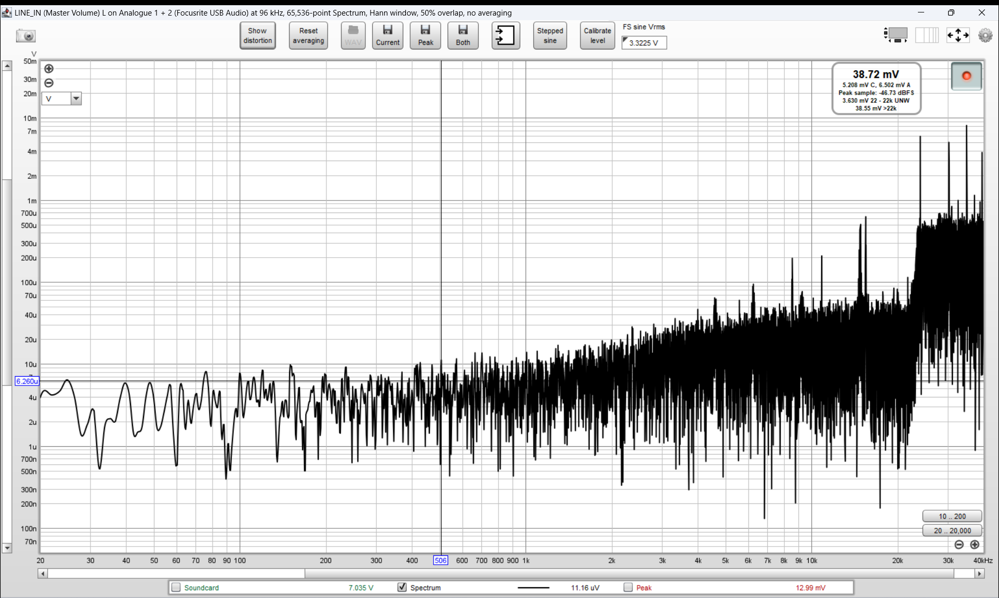 LINE_IN (Master Volume) L on Analogue 1 + 2 (Focusrite USB Audio) at 96 kHz, 65,536-point Spectrum, Hann window, 50% overlap, no averaging
Show distortion
Reset averaging
WAV
Current
Peak
Both
Stepped sine
Calibrate level
FS sine Vrms
3.3225 V
V
50m
30m
20m
10m
7m
4m
2m
1m
700u
500u
300u
200u
100u
70u
40u
20u
10u
6.260u
4u
2u
1u
700n
500n
300n
200n
100n
70n
V
38.72 mV
5.208 mV C, 6.502 mV A
Peak sample: -46.73 dBFS
3.630 mV 22 - 22k UNW
38.55 mV >22k
10 .. 200
20 .. 20,000
20 30 40 50 60 70 80 90 100 200 300 400 506 600 700 800 900 1k 2k 3k 4k 5k 6k 7k 8k 9k 10k 20k 30k 40kHz
Soundcard 7.035 V Spectrum 11.16 uV Peak 12.99 mV